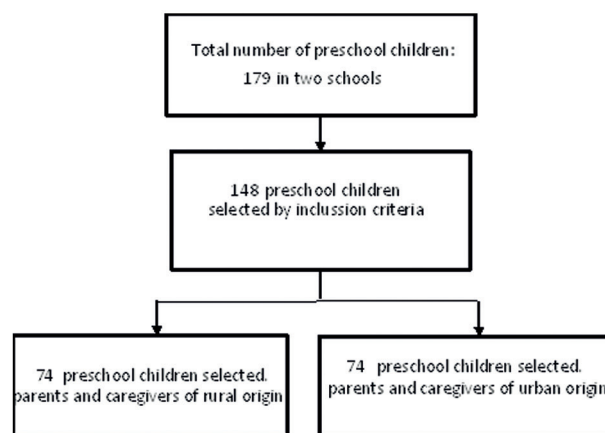 Total number of preschool children:
179 in two schools
148 preschool children
selected by inclussion criteria
74 preschool children selected.
parents and caregivers of rural origin
74 preschool children selected.
parents and caregivers of urban origin